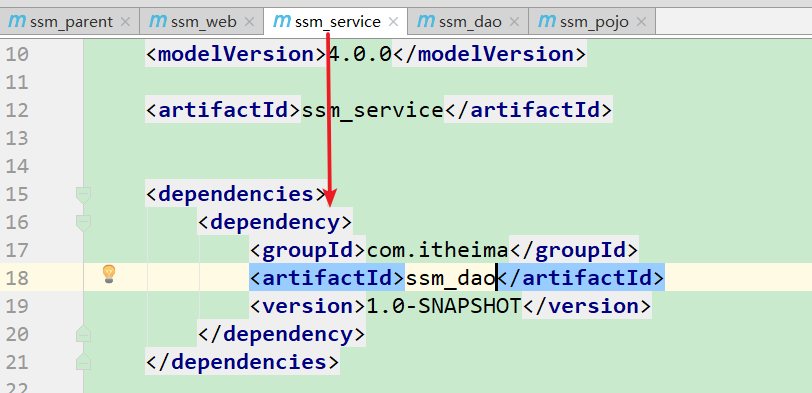 m ssm_parent × m ssm_web × m ssm_service × m ssm_dao × m ssm_pojo ×
10 <modelVersion>4.0.0</modelVersion>
11
12 <artifactId>ssm_service</artifactId>
13
14
15 <dependencies>
16 <dependency>
17 <groupId>com.itheima</groupId>
18 <artifactId>ssm_dao</artifactId>
19 <version>1.0-SNAPSHOT</version>
20 </dependency>
21 </dependencies>
22